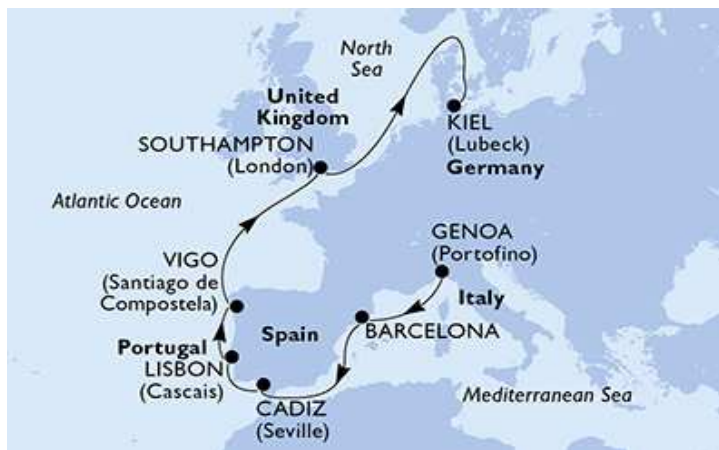 North
Sea
United
Kingdom
SOUTHAMPTON
(London)
KIEL
(Lubeck)
Germany
Atlantic Ocean
VIGO
(Santiago de
Compostela)
GENOA
(Portofino)
Italy
BARCELONA
Spain
Portugal
LISBON
(Cascais)
CADIZ
(Seville)
Mediterranean Sea